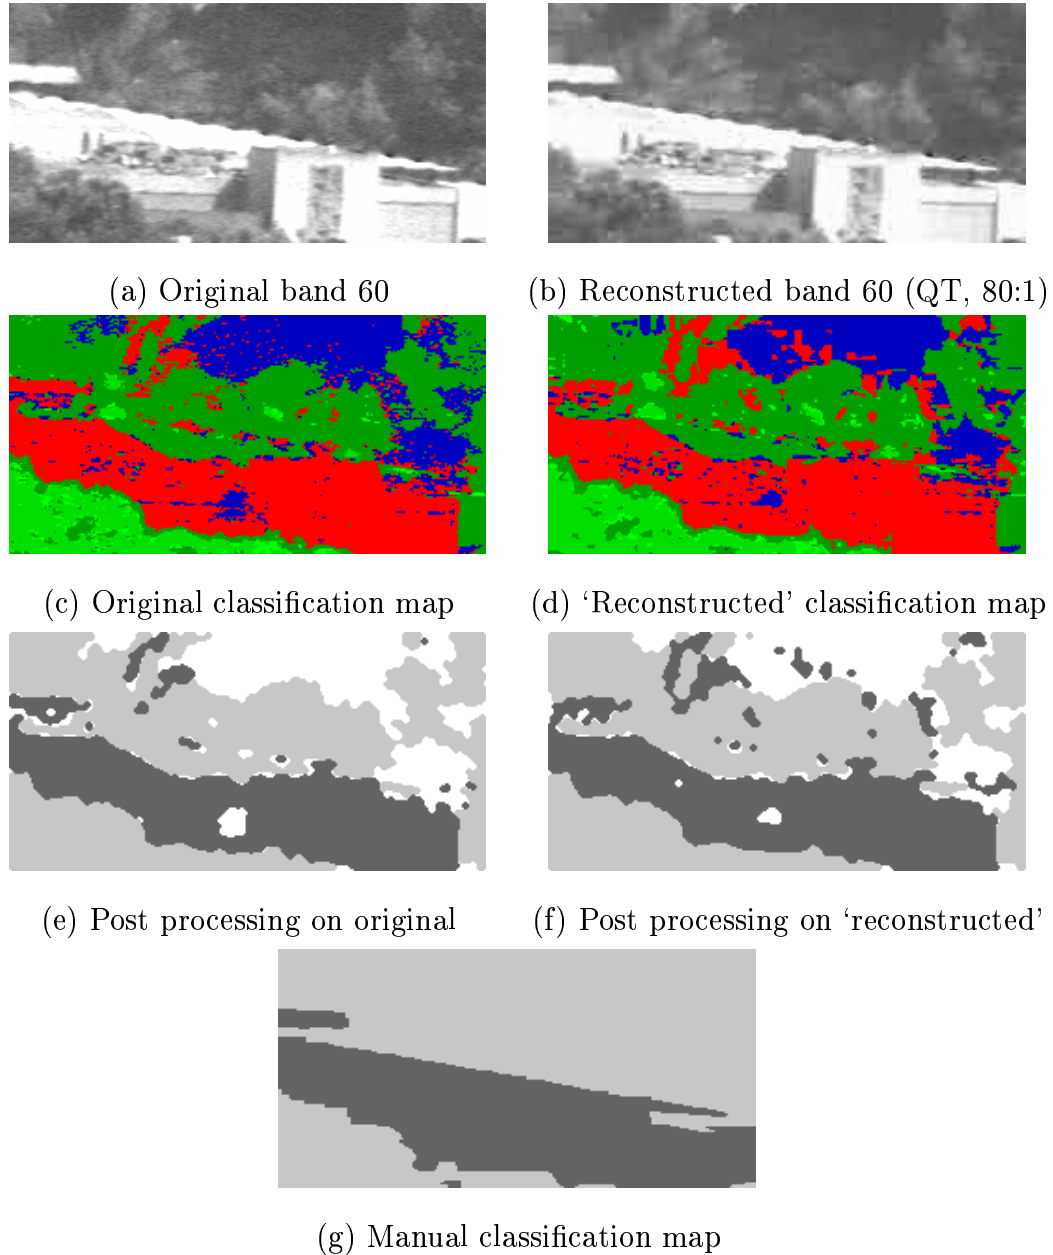 (a) Original band 60
(b) Reconstructed band 60 (QT, 80:1)
(c) Original classification map
(d) ‘Reconstructed’ classification map
(e) Post processing on original
(f) Post processing on ‘reconstructed’
(g) Manual classification map